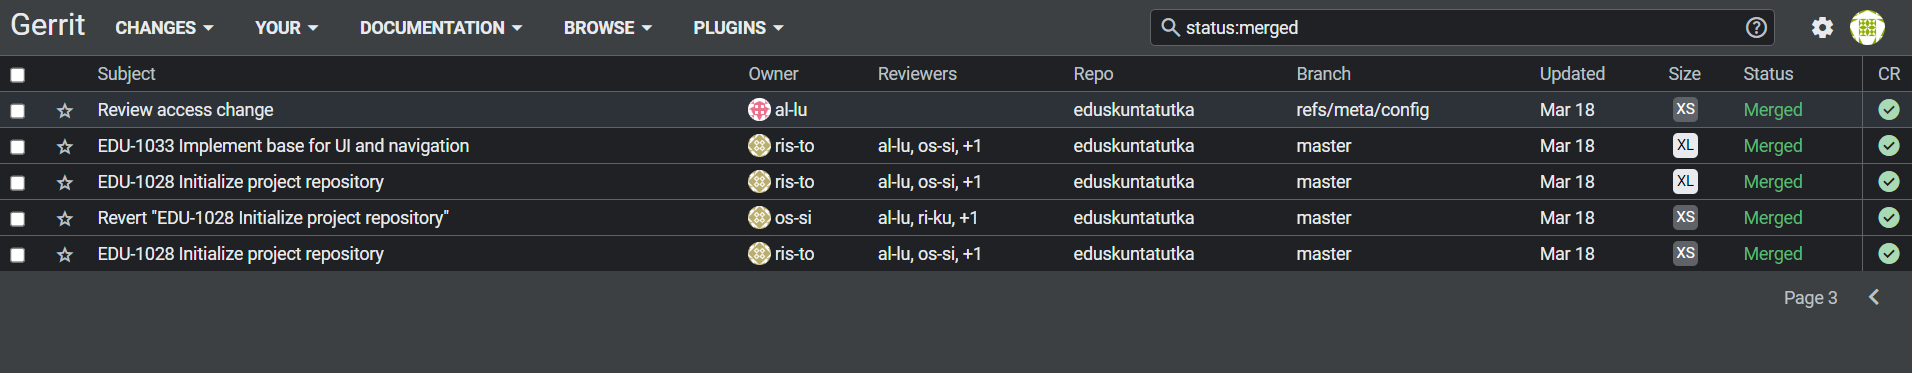 Gerrit CHANGES YOUR DOCUMENTATION BROWSE PLUGINS status:merged
Subject Owner Reviewers Repo Branch Updated Size Status CR
Review access change al-lu eduskuntatutka refs/meta/config Mar 18 XS Merged
EDU-1033 Implement base for UI and navigation ris-to al-lu, os-si, +1 eduskuntatutka master Mar 18 XL Merged
EDU-1028 Initialize project repository ris-to al-lu, os-si, +1 eduskuntatutka master Mar 18 XL Merged
Revert "EDU-1028 Initialize project repository" os-si al-lu, ri-ku, +1 eduskuntatutka master Mar 18 XS Merged
EDU-1028 Initialize project repository ris-to al-lu, os-si, +1 eduskuntatutka master Mar 18 XS Merged
Page 3